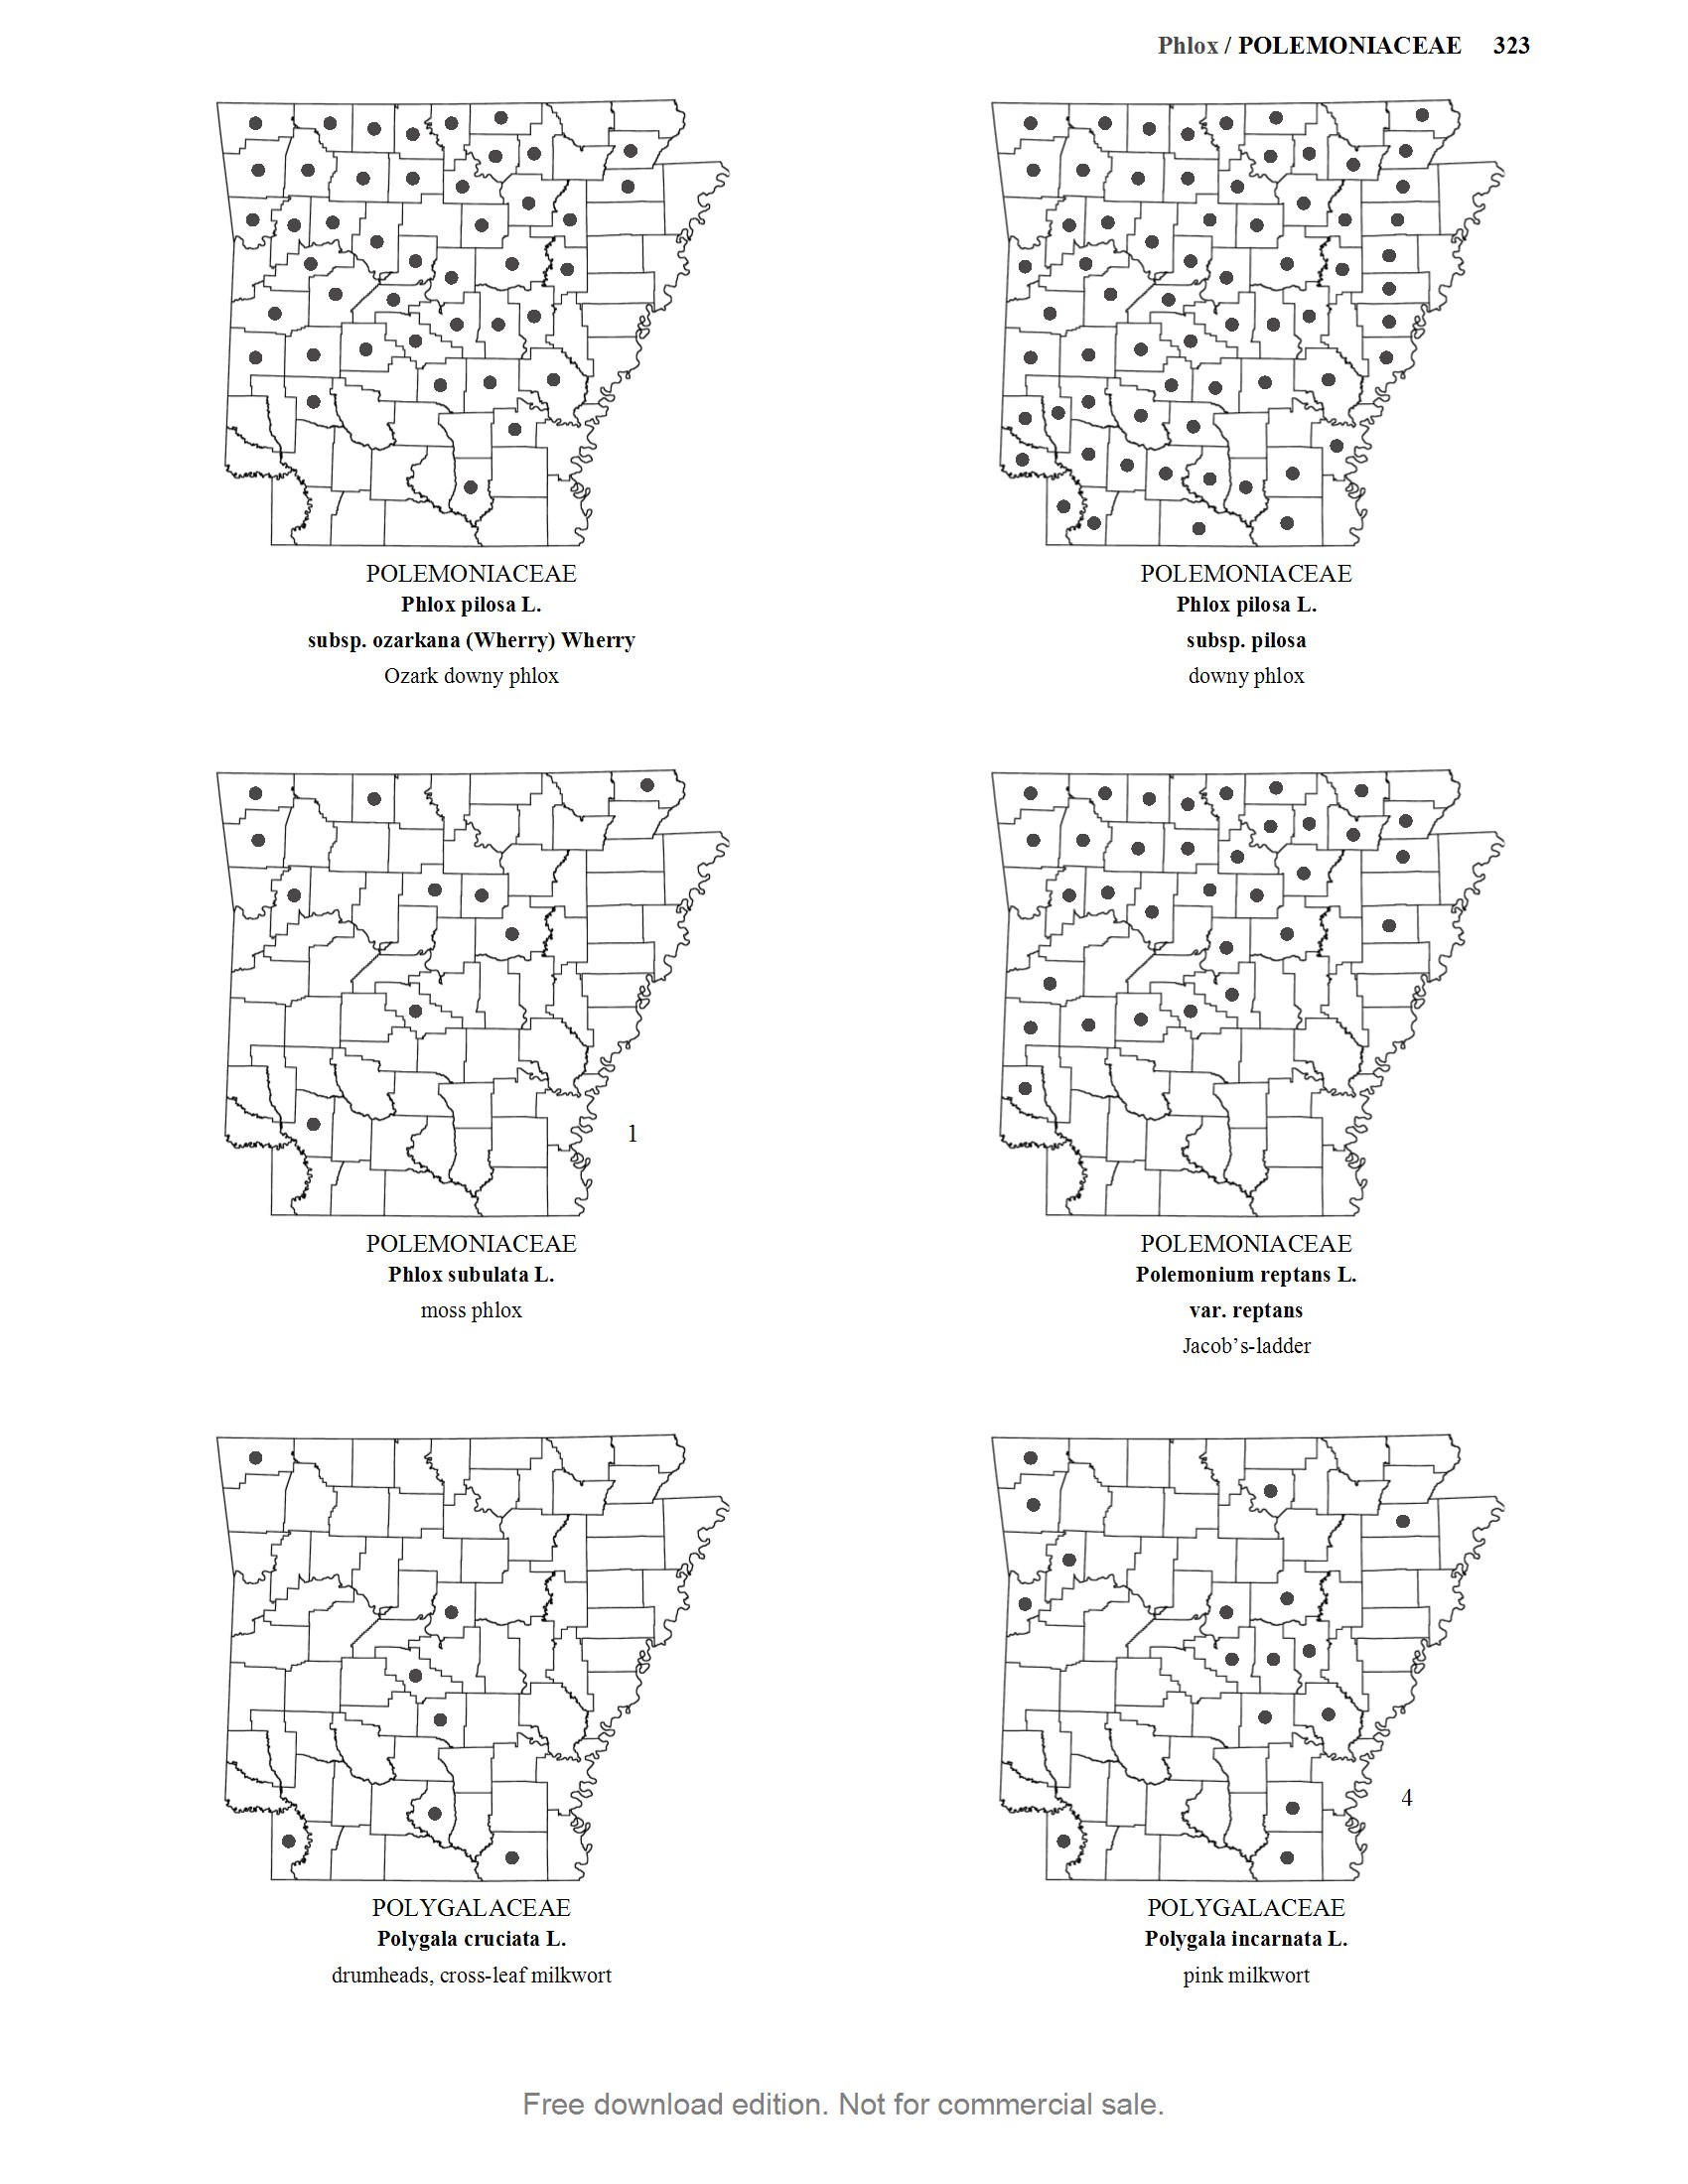 Phlox / POLEMONIACEAE 323
POLEMONIACEAE
Phlox pilosa L.
subsp. ozarkana (Wherry) Wherry
Ozark downy phlox
POLEMONIACEAE
Phlox pilosa L.
subsp. pilosa
downy phlox
1
POLEMONIACEAE
Phlox subulata L.
moss phlox
POLEMONIACEAE
Polemonium reptans L.
var. reptans
Jacob’s-ladder
POLYGALACEAE
Polygala cruciata L.
drumheads, cross-leaf milkwort
4
POLYGALACEAE
Polygala incarnata L.
pink milkwort
Free download edition. Not for commercial sale.